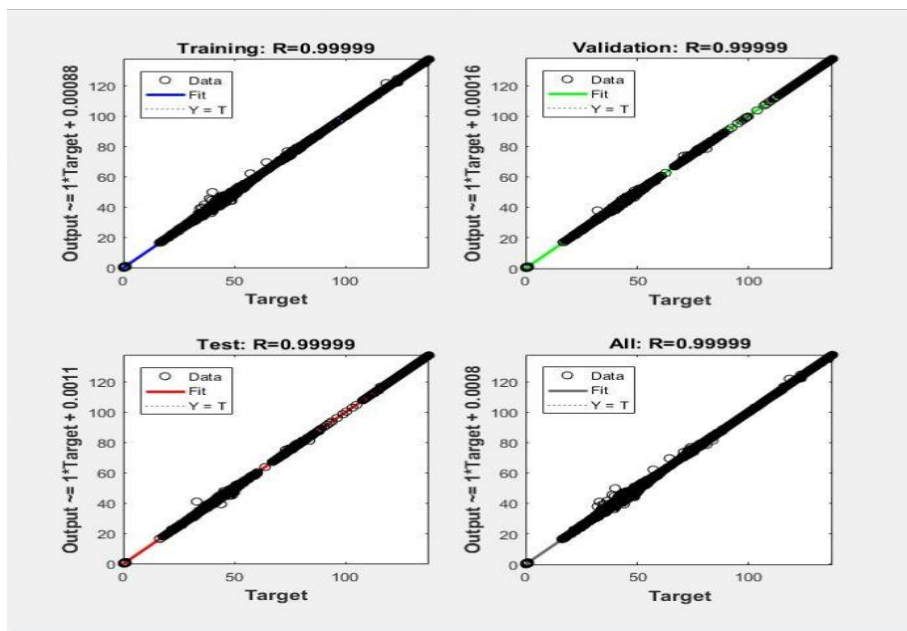 Training: R=0.99999
Output ~= 1*Target + 0.00088
Data
Fit
Y = T
120
100
80
60
40
20
0
0 50 100
Target
Validation: R=0.99999
Output ~= 1*Target + 0.00016
Data
Fit
Y = T
120
100
80
60
40
20
0
0 50 100
Target
Test: R=0.99999
Output ~= 1*Target + 0.0011
Data
Fit
Y = T
120
100
80
60
40
20
0
0 50 100
Target
All: R=0.99999
Output ~= 1*Target + 0.0008
Data
Fit
Y = T
120
100
80
60
40
20
0
0 50 100
Target